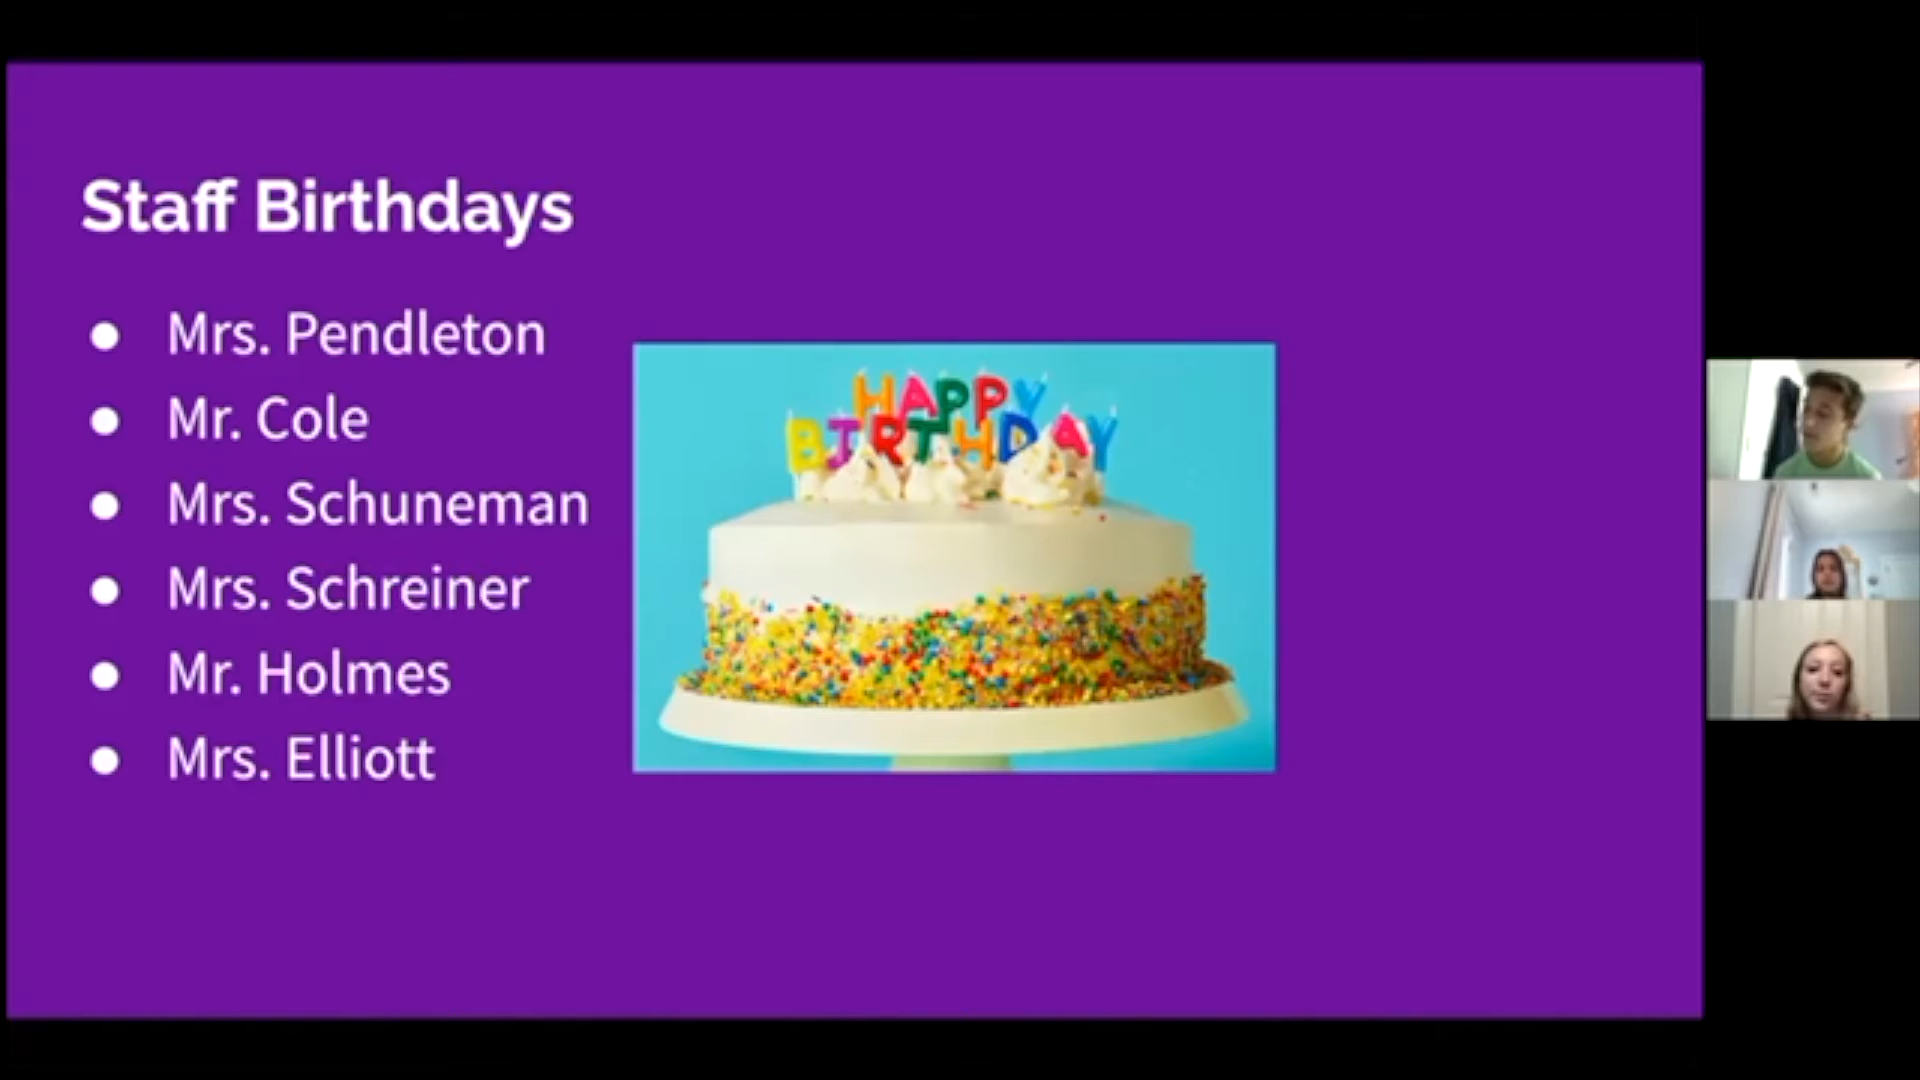 Staff Birthdays
● Mrs. Pendleton
● Mr. Cole
● Mrs. Schuneman
● Mrs. Schreiner
● Mr. Holmes
● Mrs. Elliott
HAPPY
BIRTHDAY